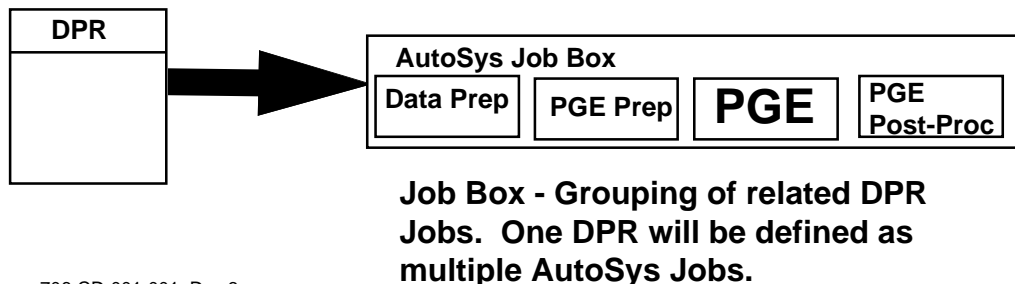 DPR
AutoSys Job Box
Data Prep
PGE Prep
PGE
PGE
Post-Proc
Job Box - Grouping of related DPR
Jobs. One DPR will be defined as
multiple AutoSys Jobs.